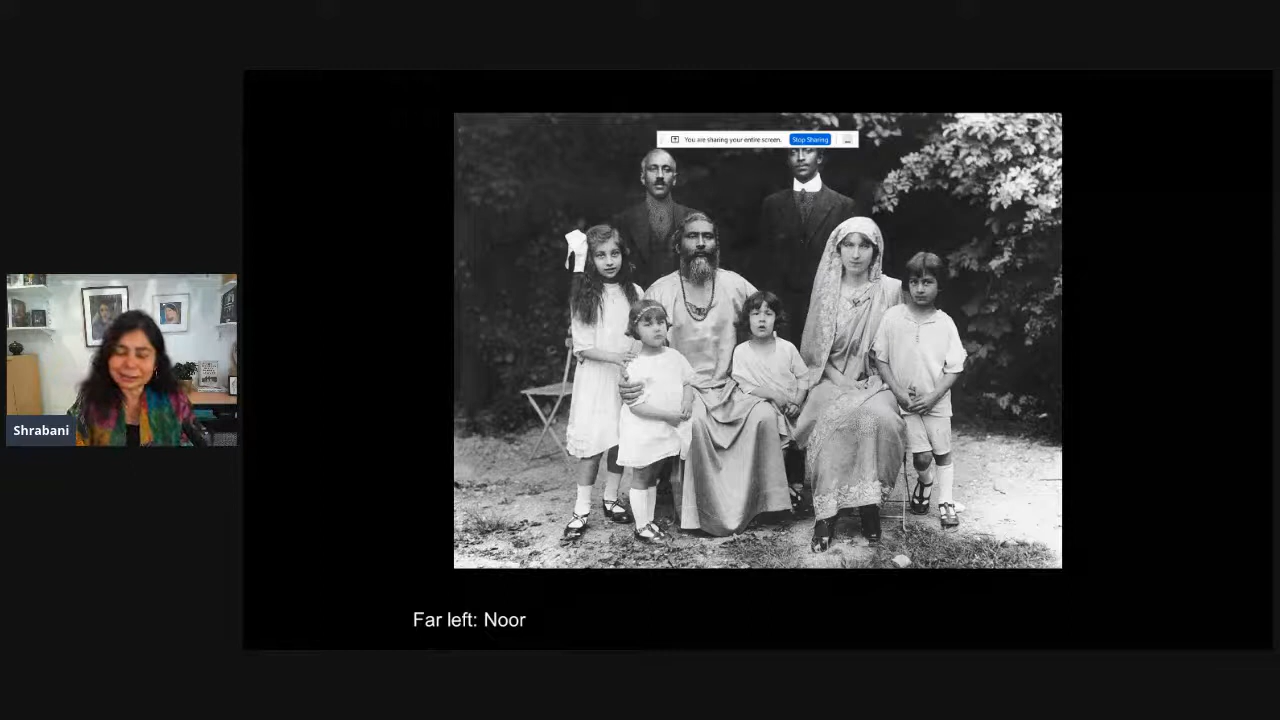 You are sharing your entire screen. Stop Sharing
Shrabani
Far left: Noor